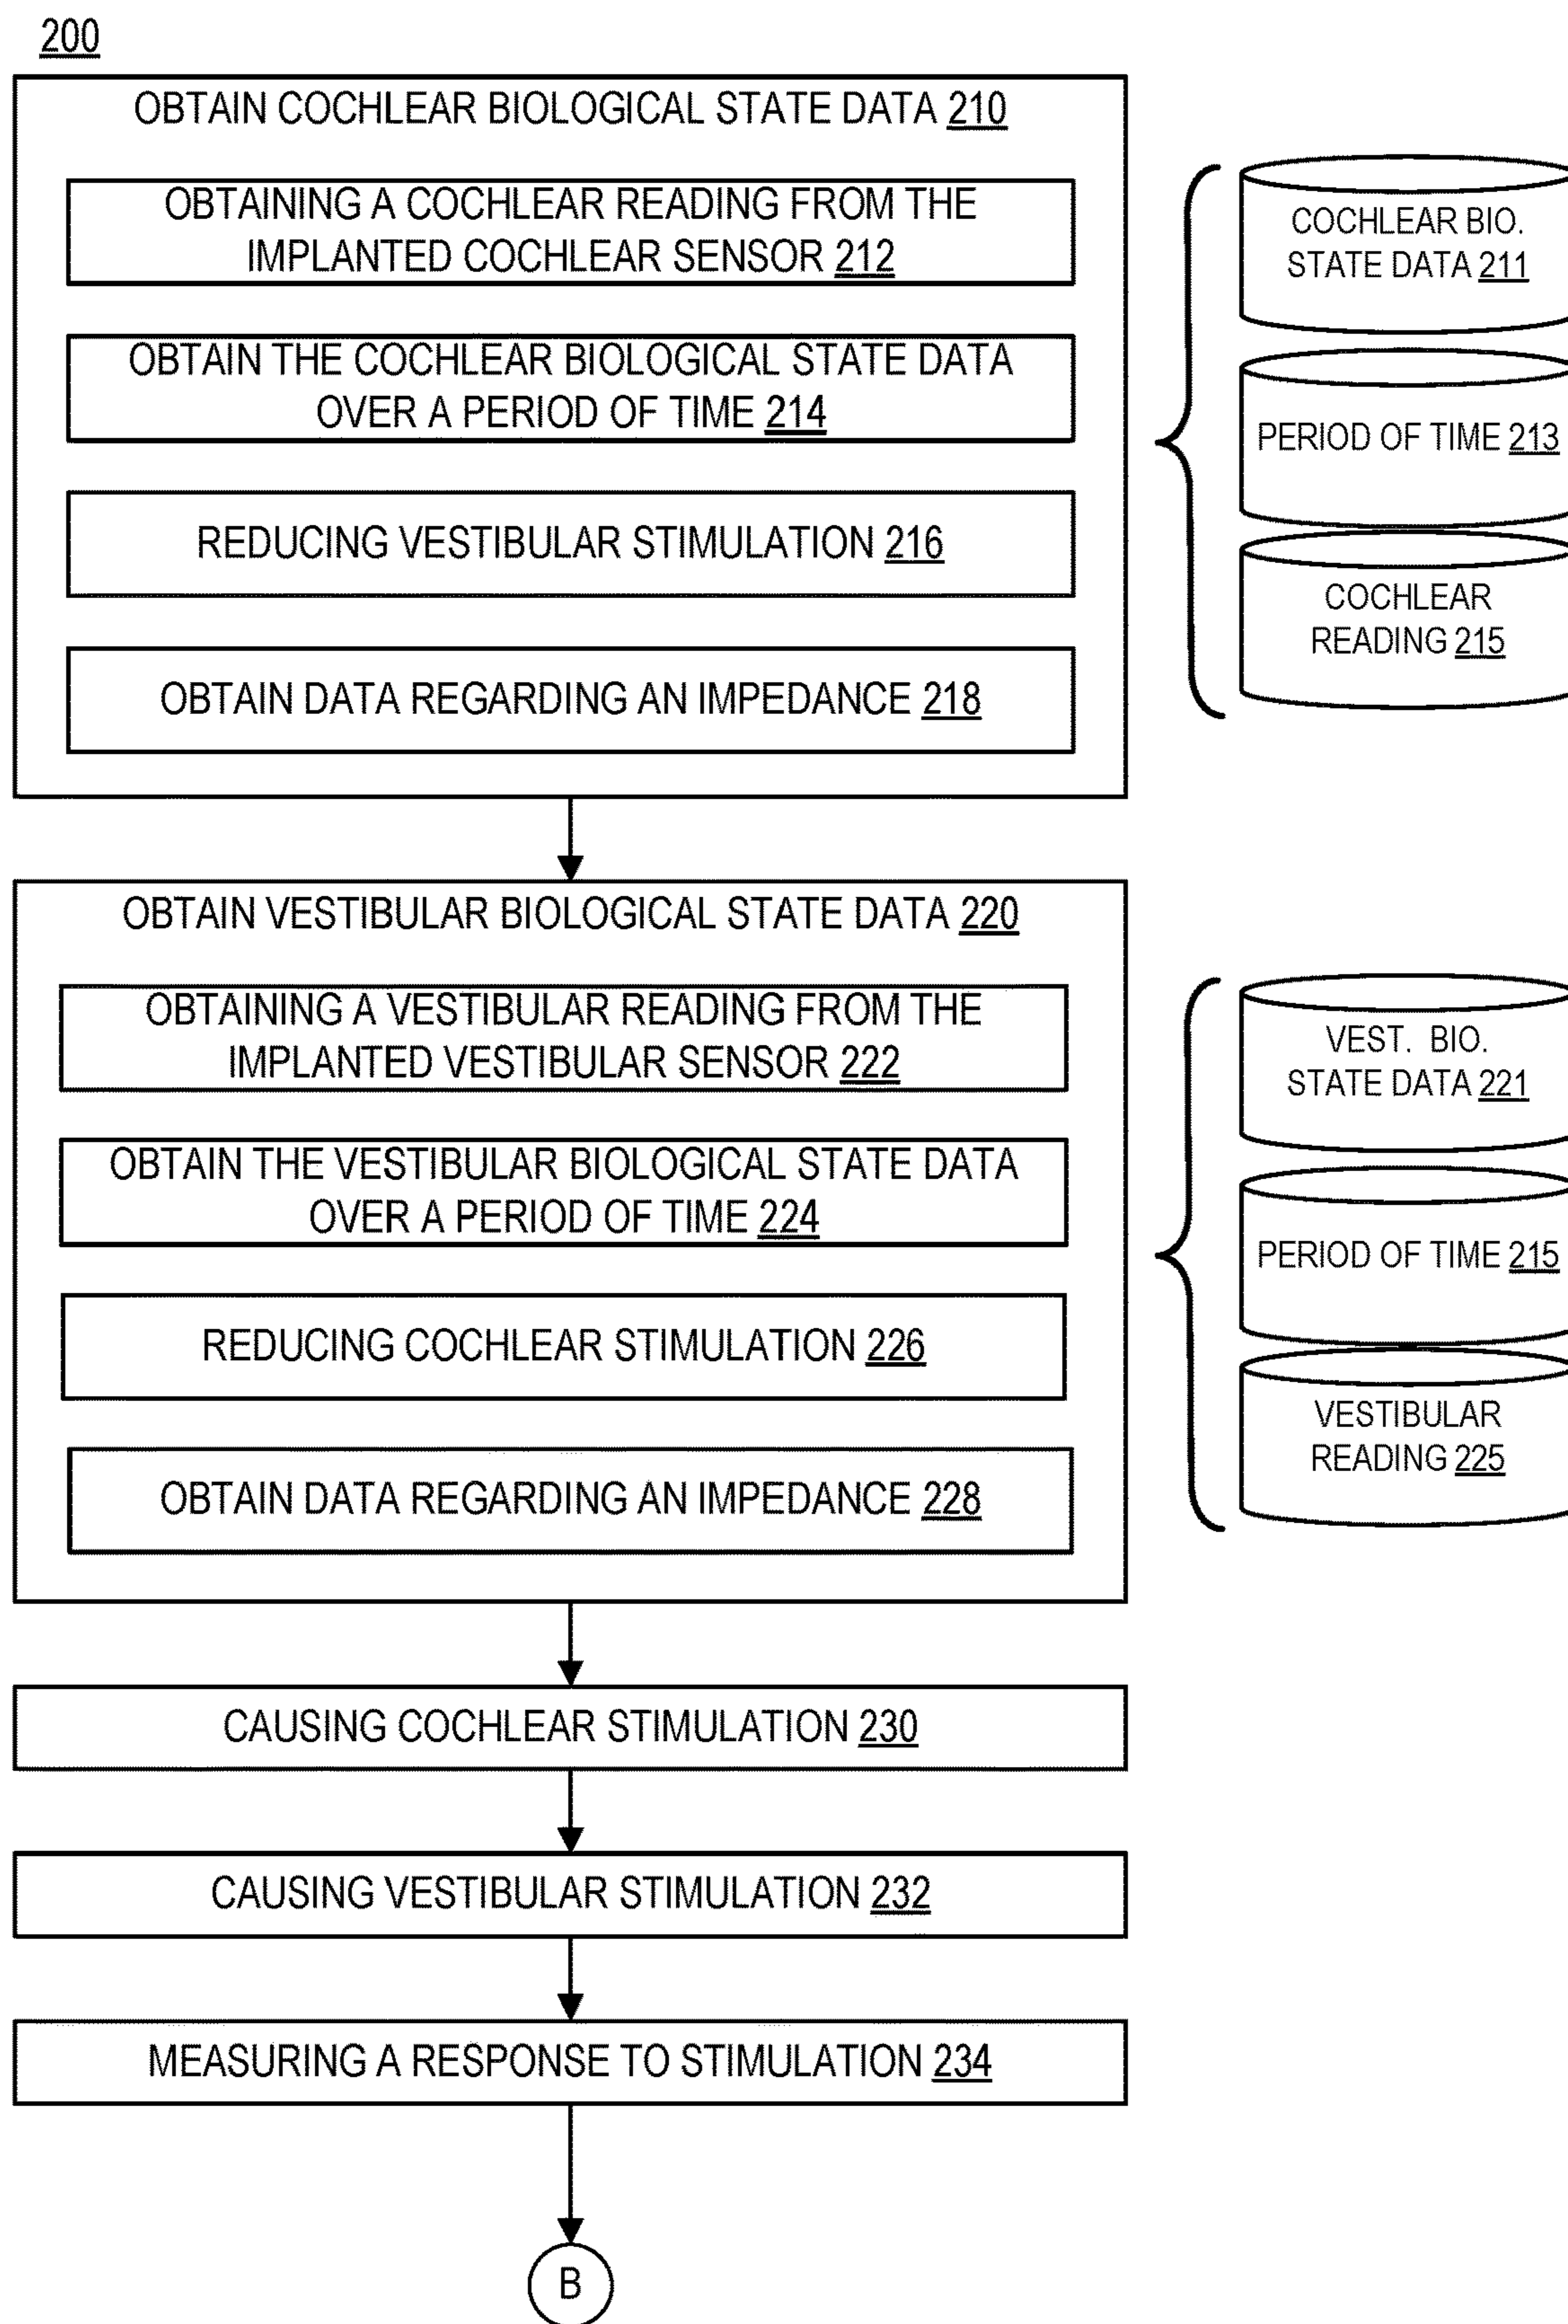 200
OBTAIN COCHLEAR BIOLOGICAL STATE DATA 210
OBTAINING A COCHLEAR READING FROM THE
IMPLANTED COCHLEAR SENSOR 212
OBTAIN THE COCHLEAR BIOLOGICAL STATE DATA
OVER A PERIOD OF TIME 214
REDUCING VESTIBULAR STIMULATION 216
OBTAIN DATA REGARDING AN IMPEDANCE 218
COCHLEAR BIO.
STATE DATA 211
PERIOD OF TIME 213
COCHLEAR
READING 215
OBTAIN VESTIBULAR BIOLOGICAL STATE DATA 220
OBTAINING A VESTIBULAR READING FROM THE
IMPLANTED VESTIBULAR SENSOR 222
OBTAIN THE VESTIBULAR BIOLOGICAL STATE DATA
OVER A PERIOD OF TIME 224
REDUCING COCHLEAR STIMULATION 226
OBTAIN DATA REGARDING AN IMPEDANCE 228
VEST. BIO.
STATE DATA 221
PERIOD OF TIME 215
VESTIBULAR
READING 225
CAUSING COCHLEAR STIMULATION 230
CAUSING VESTIBULAR STIMULATION 232
MEASURING A RESPONSE TO STIMULATION 234
B